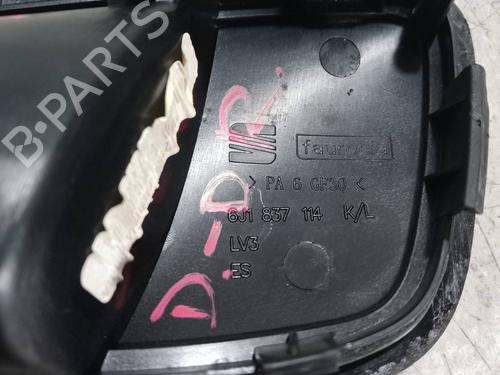 B-PARTS
faurecia
> PA 6 GF30 <
6J1 837 114 K/L
LV3
ES
D.-D.